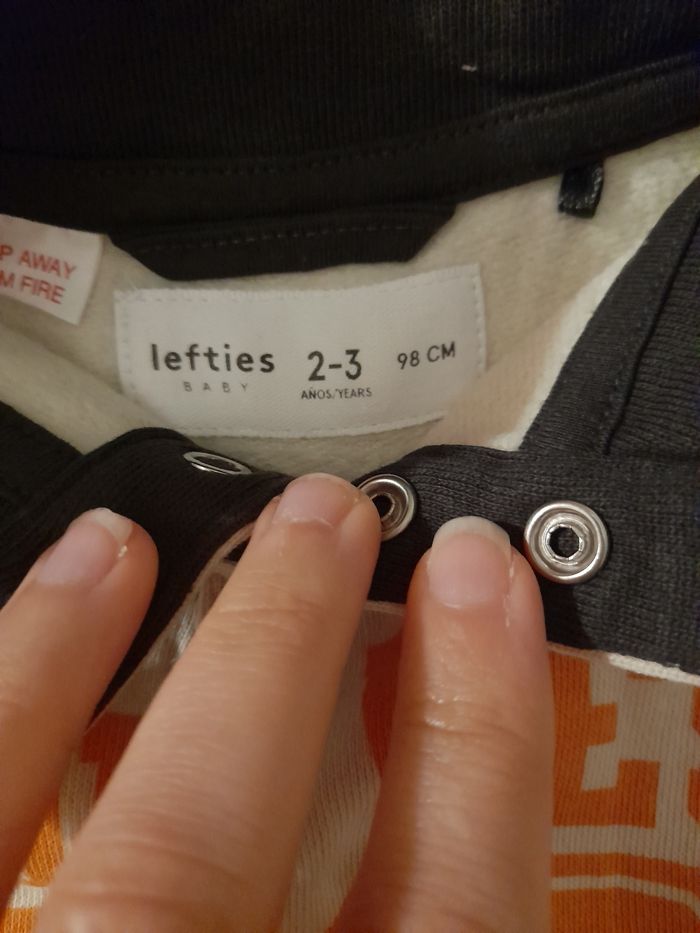 P AWAY
M FIRE
lefties
BABY
2-3
AÑOS/YEARS
98 CM